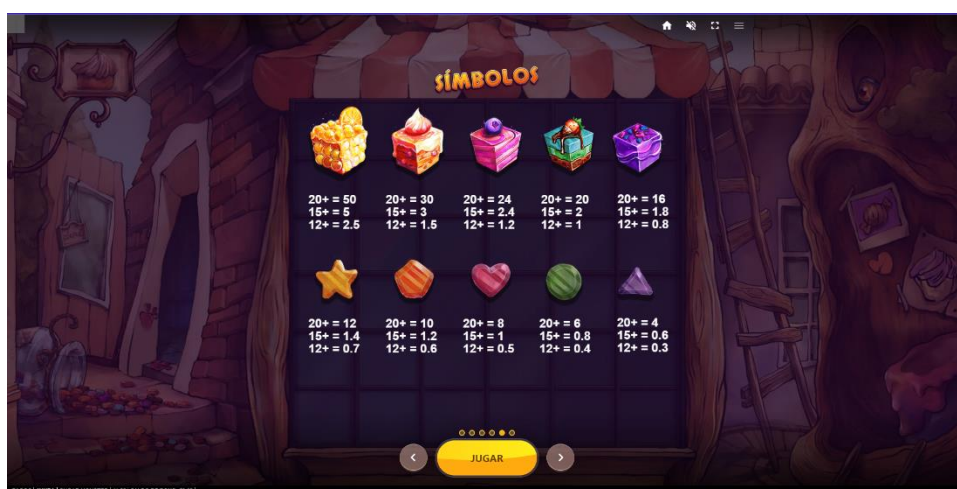 SÍMBOLOS
20+ = 50
15+ = 5
12+ = 2.5
20+ = 30
15+ = 3
12+ = 1.5
20+ = 24
15+ = 2.4
12+ = 1.2
20+ = 20
15+ = 2
12+ = 1
20+ = 16
15+ = 1.8
12+ = 0.8
20+ = 12
15+ = 1.4
12+ = 0.7
20+ = 10
15+ = 1.2
12+ = 0.6
20+ = 8
15+ = 1
12+ = 0.5
20+ = 6
15+ = 0.8
12+ = 0.4
20+ = 4
15+ = 0.6
12+ = 0.3
JUGAR